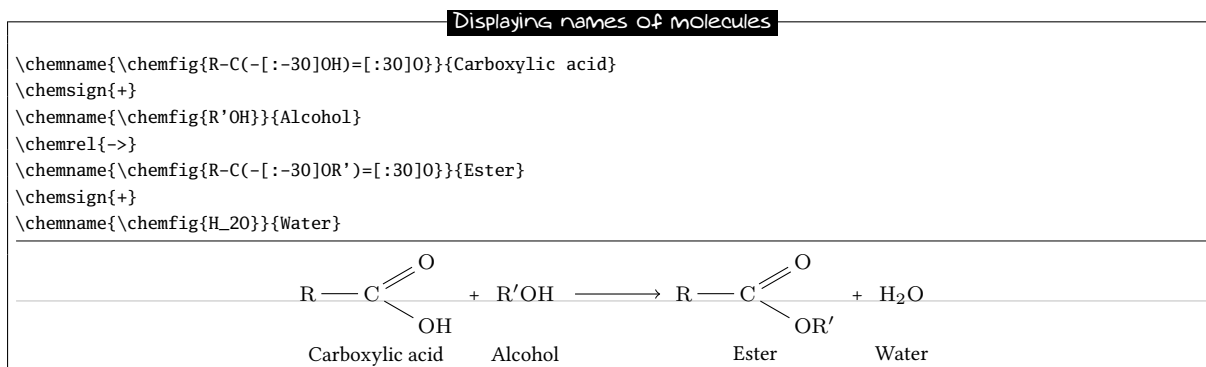 Displaying names of molecules
\chemname{\chemfig{R-C(-[:-30]OH)=[:30]O}}{Carboxylic acid}
\chemsign{+}
\chemname{\chemfig{R’OH}}{Alcohol}
\chemrel{->}
\chemname{\chemfig{R-C(-[:-30]OR’)=[:30]O}}{Ester}
\chemsign{+}
\chemname{\chemfig{H_2O}}{Water}
O O
R C + R′OH R C + H₂O
OH OR′
Carboxylic acid Alcohol Ester Water